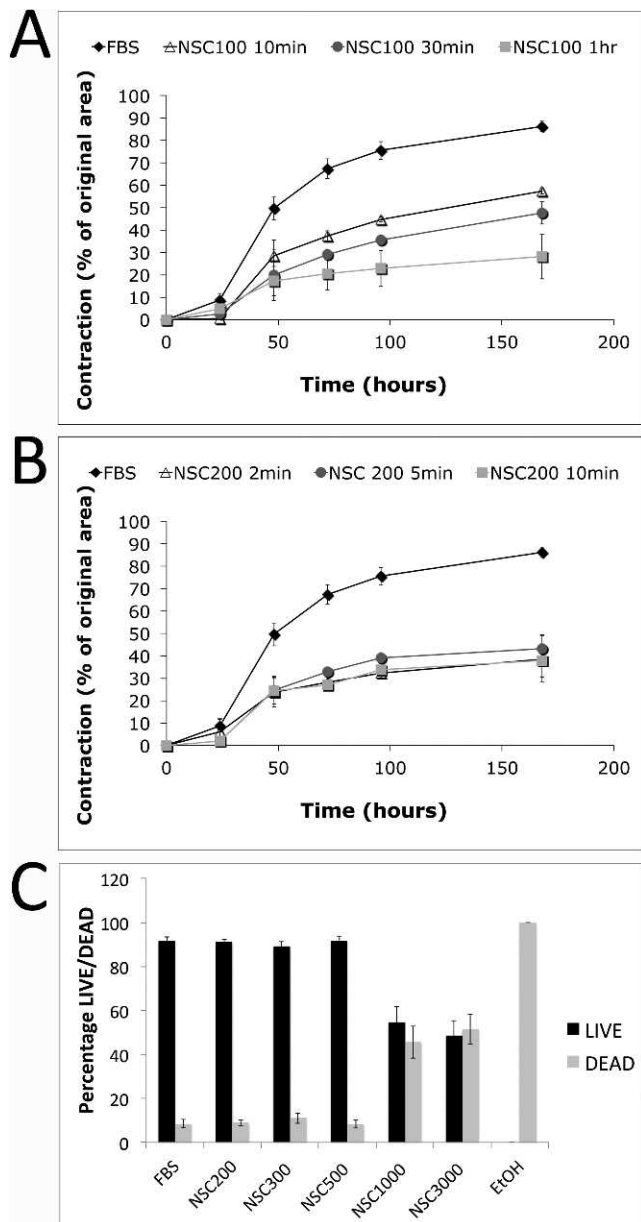 A
FBS NSC100 10min NSC100 30min NSC100 1hr
Contraction (% of original area)
100
90
80
70
60
50
40
30
20
10
0
0 50 100 150 200
Time (hours)
B
FBS NSC200 2min NSC 200 5min NSC200 10min
Contraction (% of original area)
100
90
80
70
60
50
40
30
20
10
0
0 50 100 150 200
Time (hours)
C
Percentage LIVE/DEAD
120
100
80
60
40
20
0
LIVE
DEAD
FBS NSC200 NSC300 NSC500 NSC1000 NSC3000 EtOH